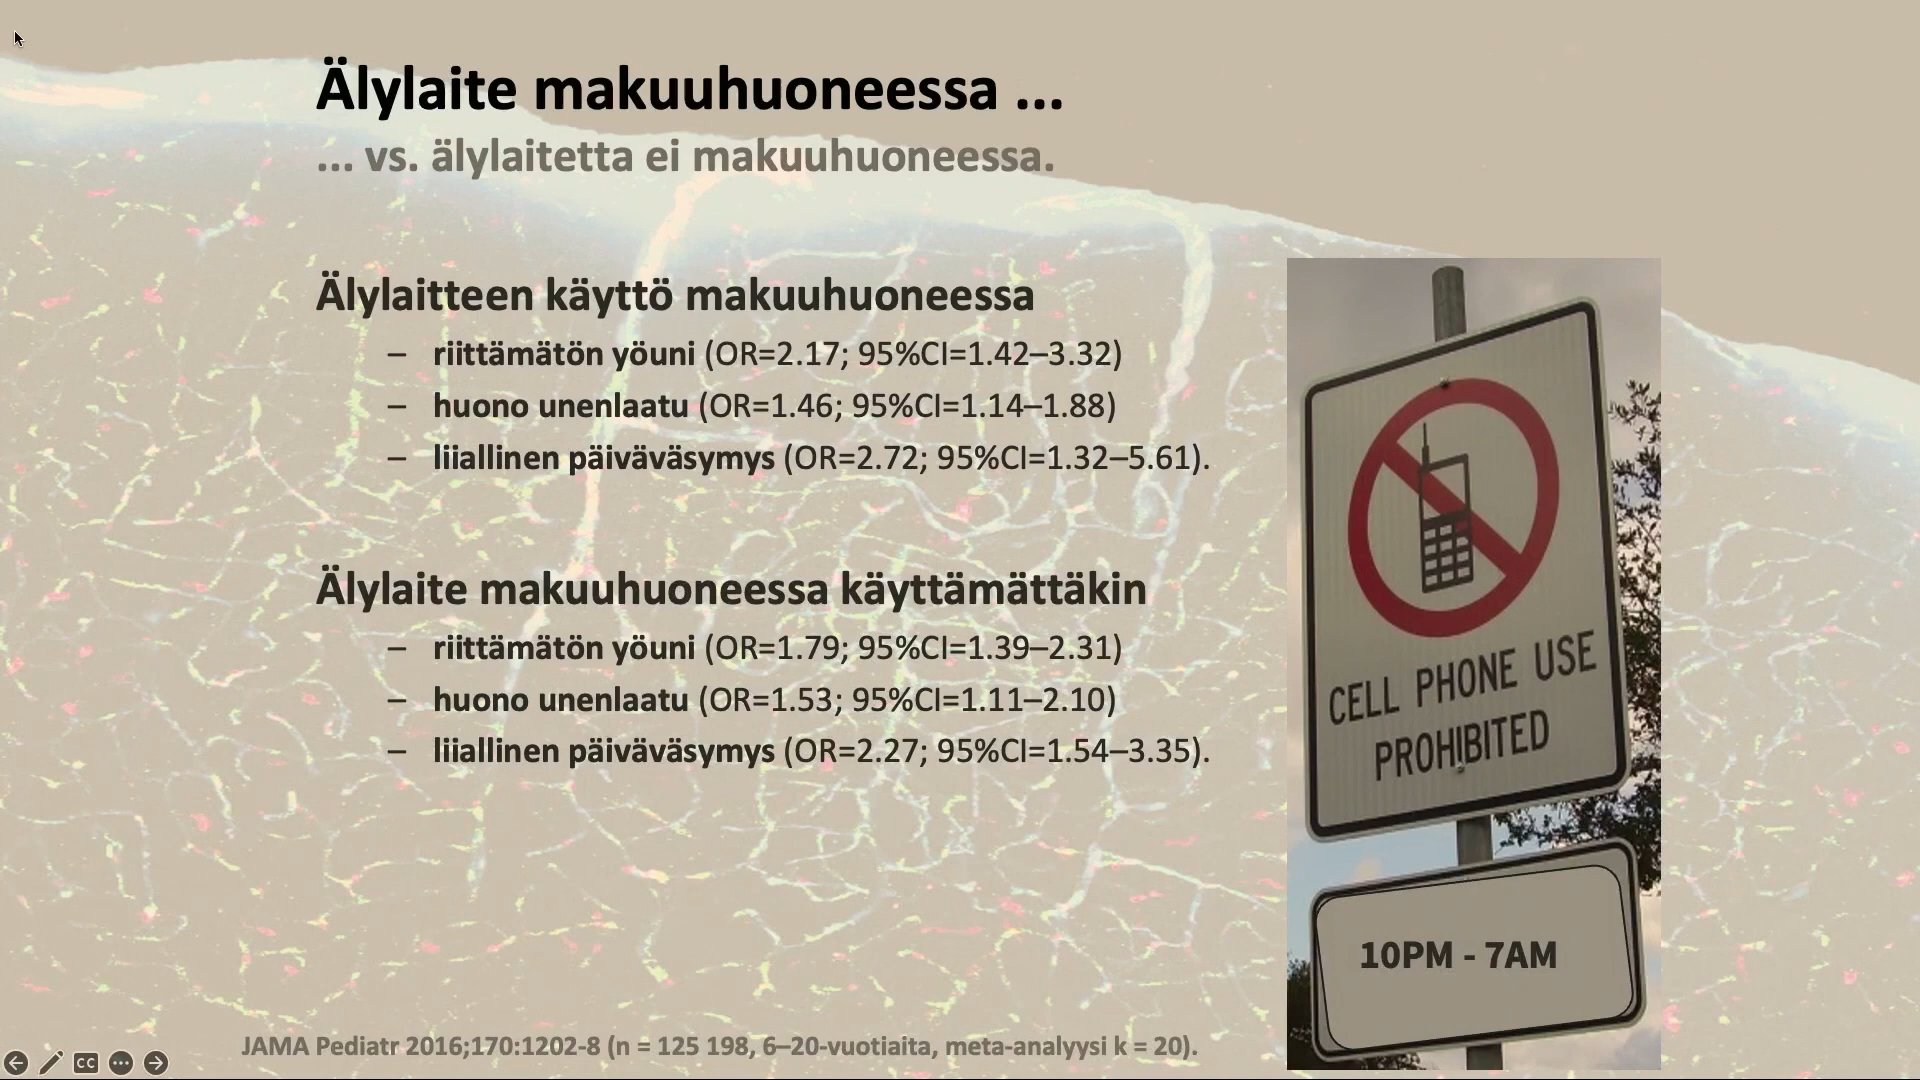 Älylaite makuuhuoneessa ...
... vs. älylaitetta ei makuuhuoneessa.
Älylaitteen käyttö makuuhuoneessa
– riittämätön yöuni (OR=2.17; 95%CI=1.42–3.32)
– huono unenlaatu (OR=1.46; 95%CI=1.14–1.88)
– liiallinen päiväväsymys (OR=2.72; 95%CI=1.32–5.61).
Älylaite makuuhuoneessa käyttämättäkin
– riittämätön yöuni (OR=1.79; 95%CI=1.39–2.31)
– huono unenlaatu (OR=1.53; 95%CI=1.11–2.10)
– liiallinen päiväväsymys (OR=2.27; 95%CI=1.54–3.35).
CELL PHONE USE
PROHIBITED
10PM - 7AM
JAMA Pediatr 2016;170:1202-8 (n = 125 198, 6–20-vuotiaita, meta-analyysi k = 20).
CC